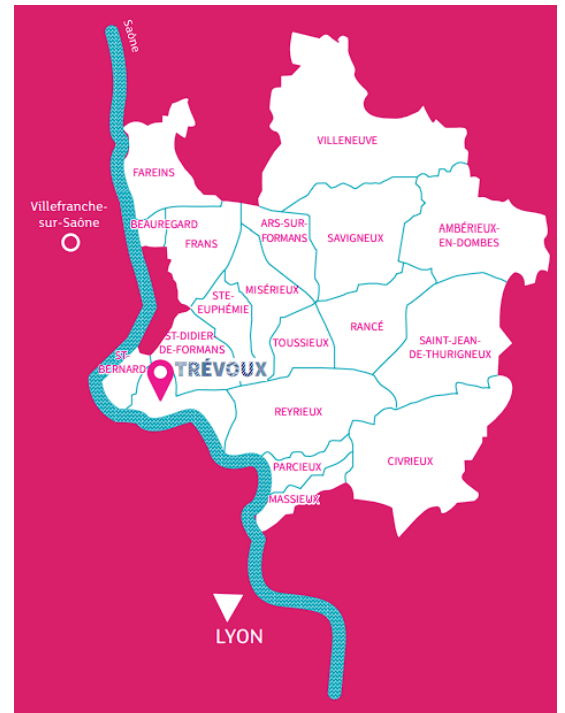 Saône
VILLENEUVE
FAREINS
Villefranche-
sur-Saône
BEAUREGARD
FRANS
ARS-SUR-
FORMANS
SAVIGNEUX
AMBÉRIEUX-
EN-DOMBES
MISÉRIEUX
STE-
EUPHÉMIE
RANCÉ
ST-DIDIER
DE-FORMANS
TOUSSIEUX
SAINT-JEAN-
DE-THURIGNEUX
ST-
BERNARD
TRÉVOUX
REYRIEUX
PARCIEUX
CIVRIEUX
MASSIEUX
LYON